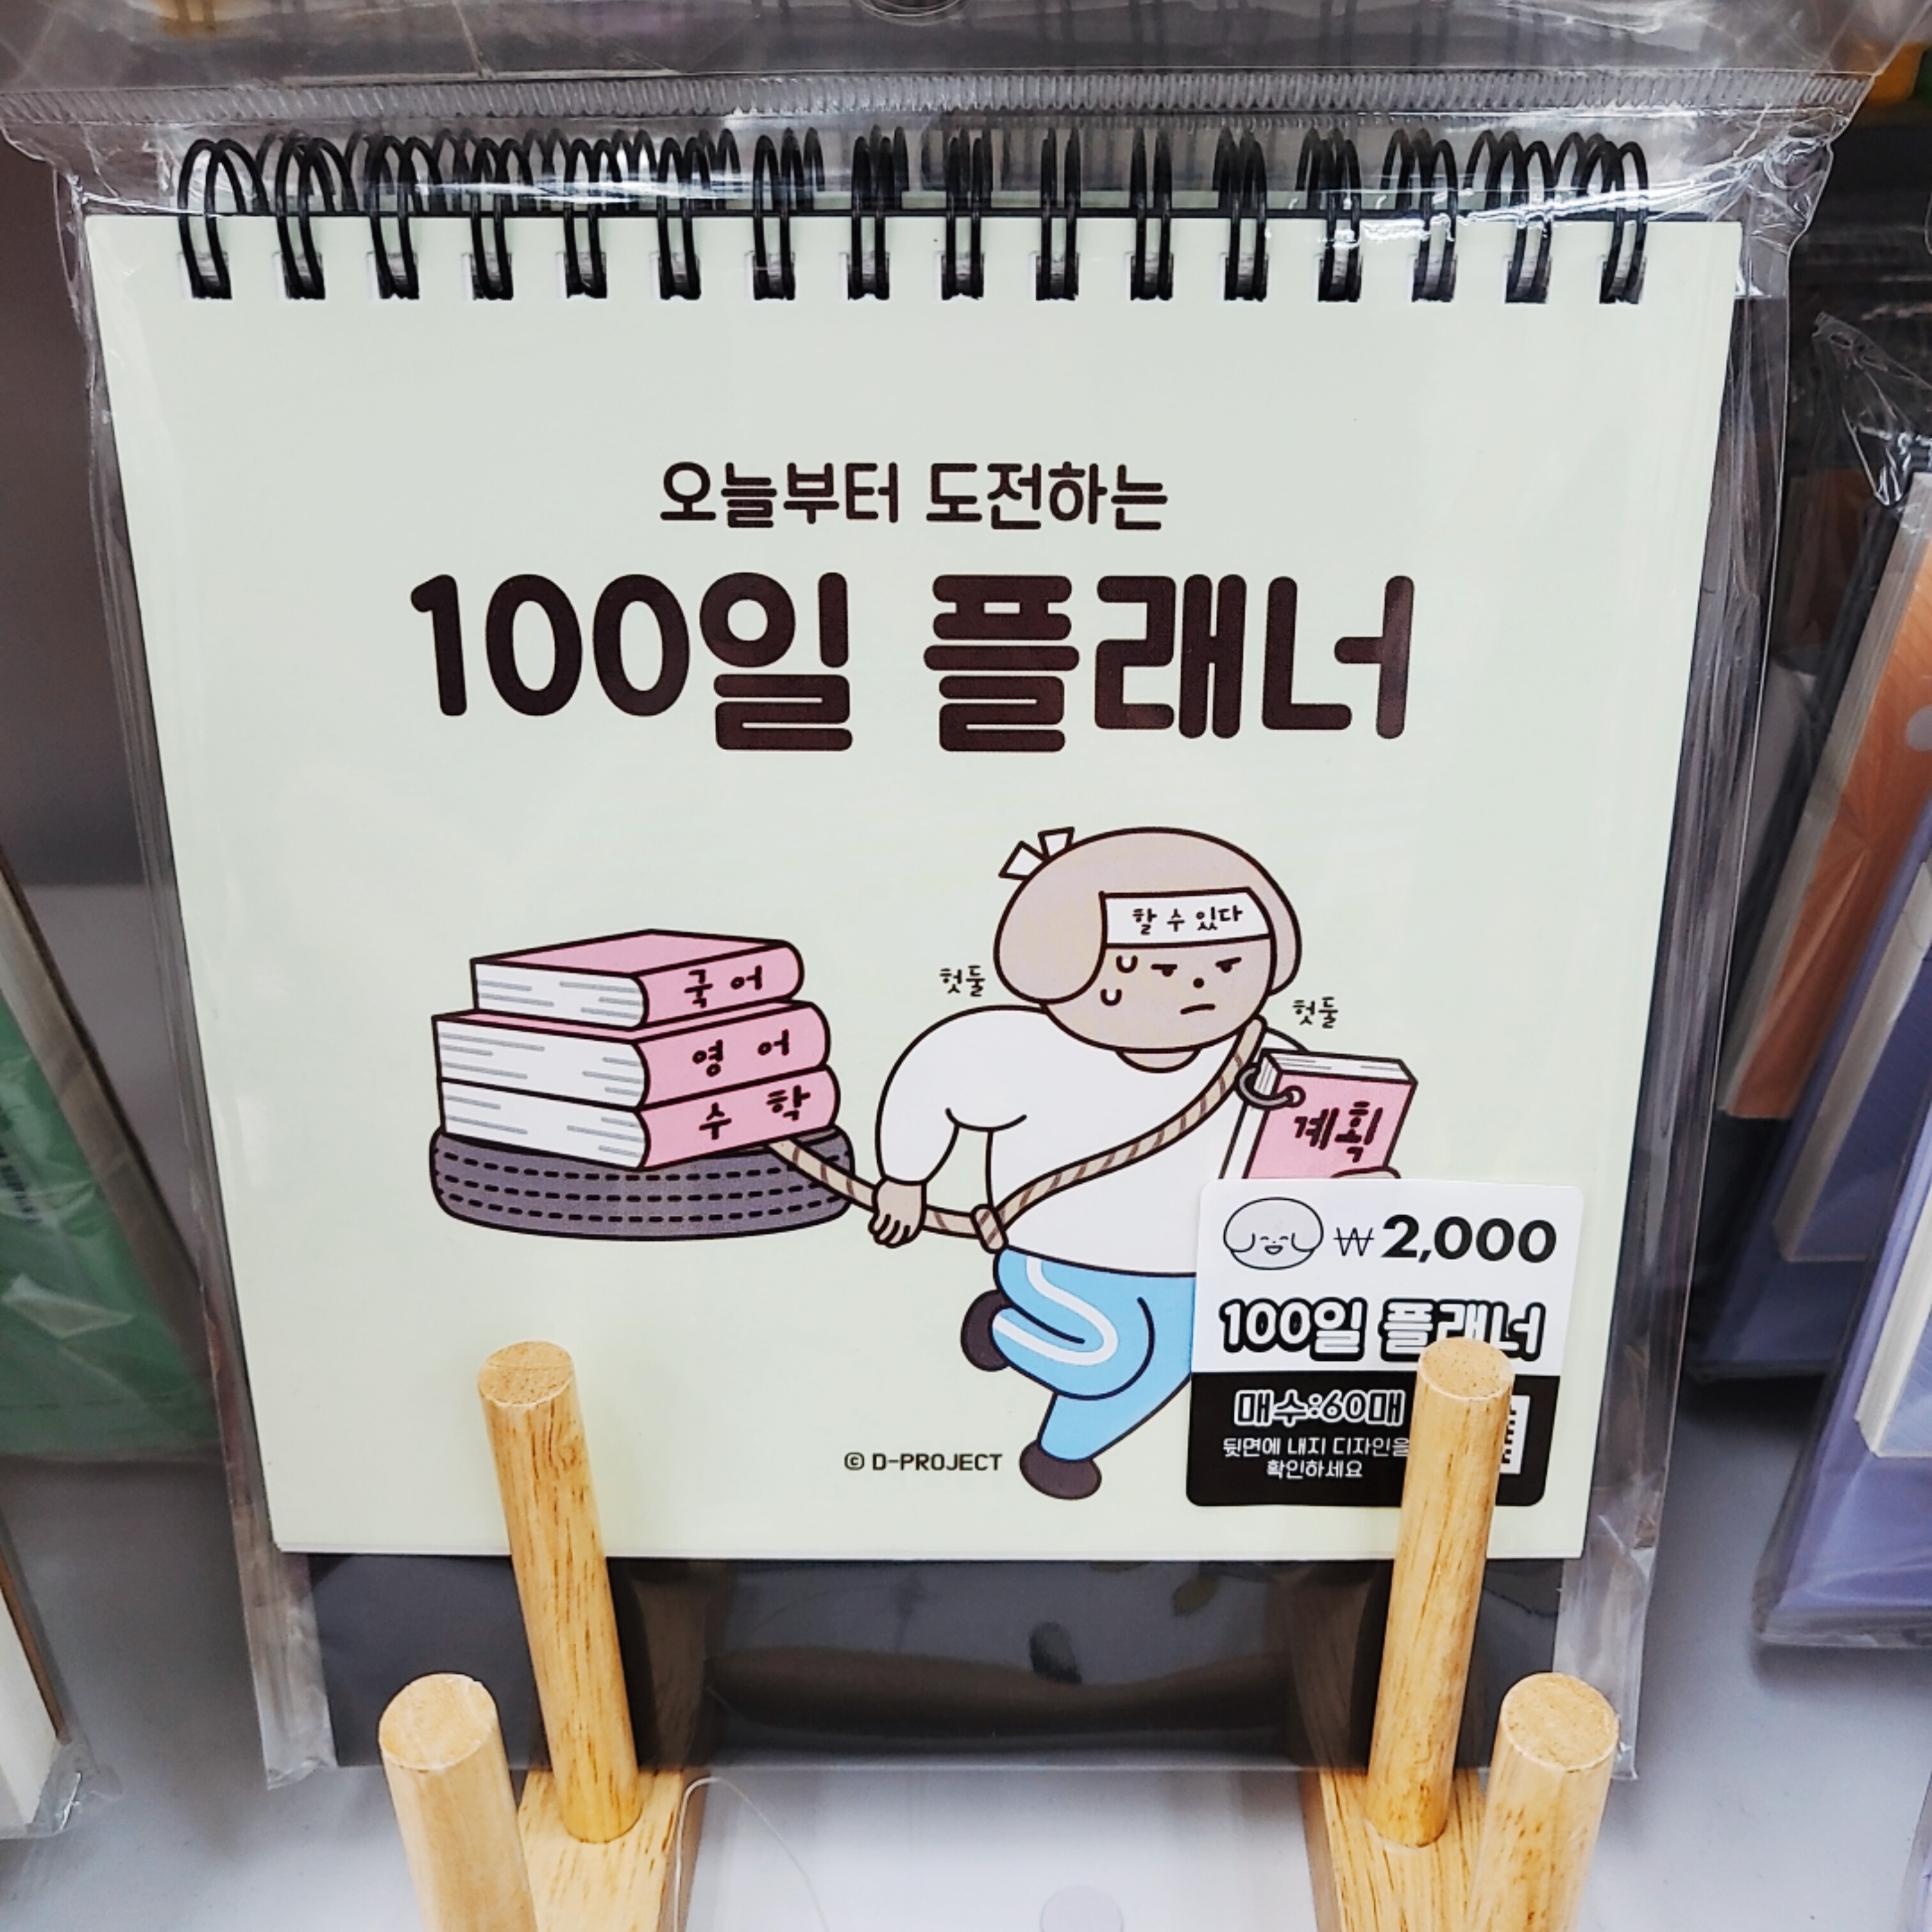 오늘부터 도전하는
100일 플래너
할 수 있다
헛둘
헛둘
국어
영어
수학
계획
₩2,000
100일 플래너
매수:60매
뒷면에 내지 디자인을
확인하세요
© D-PROJECT